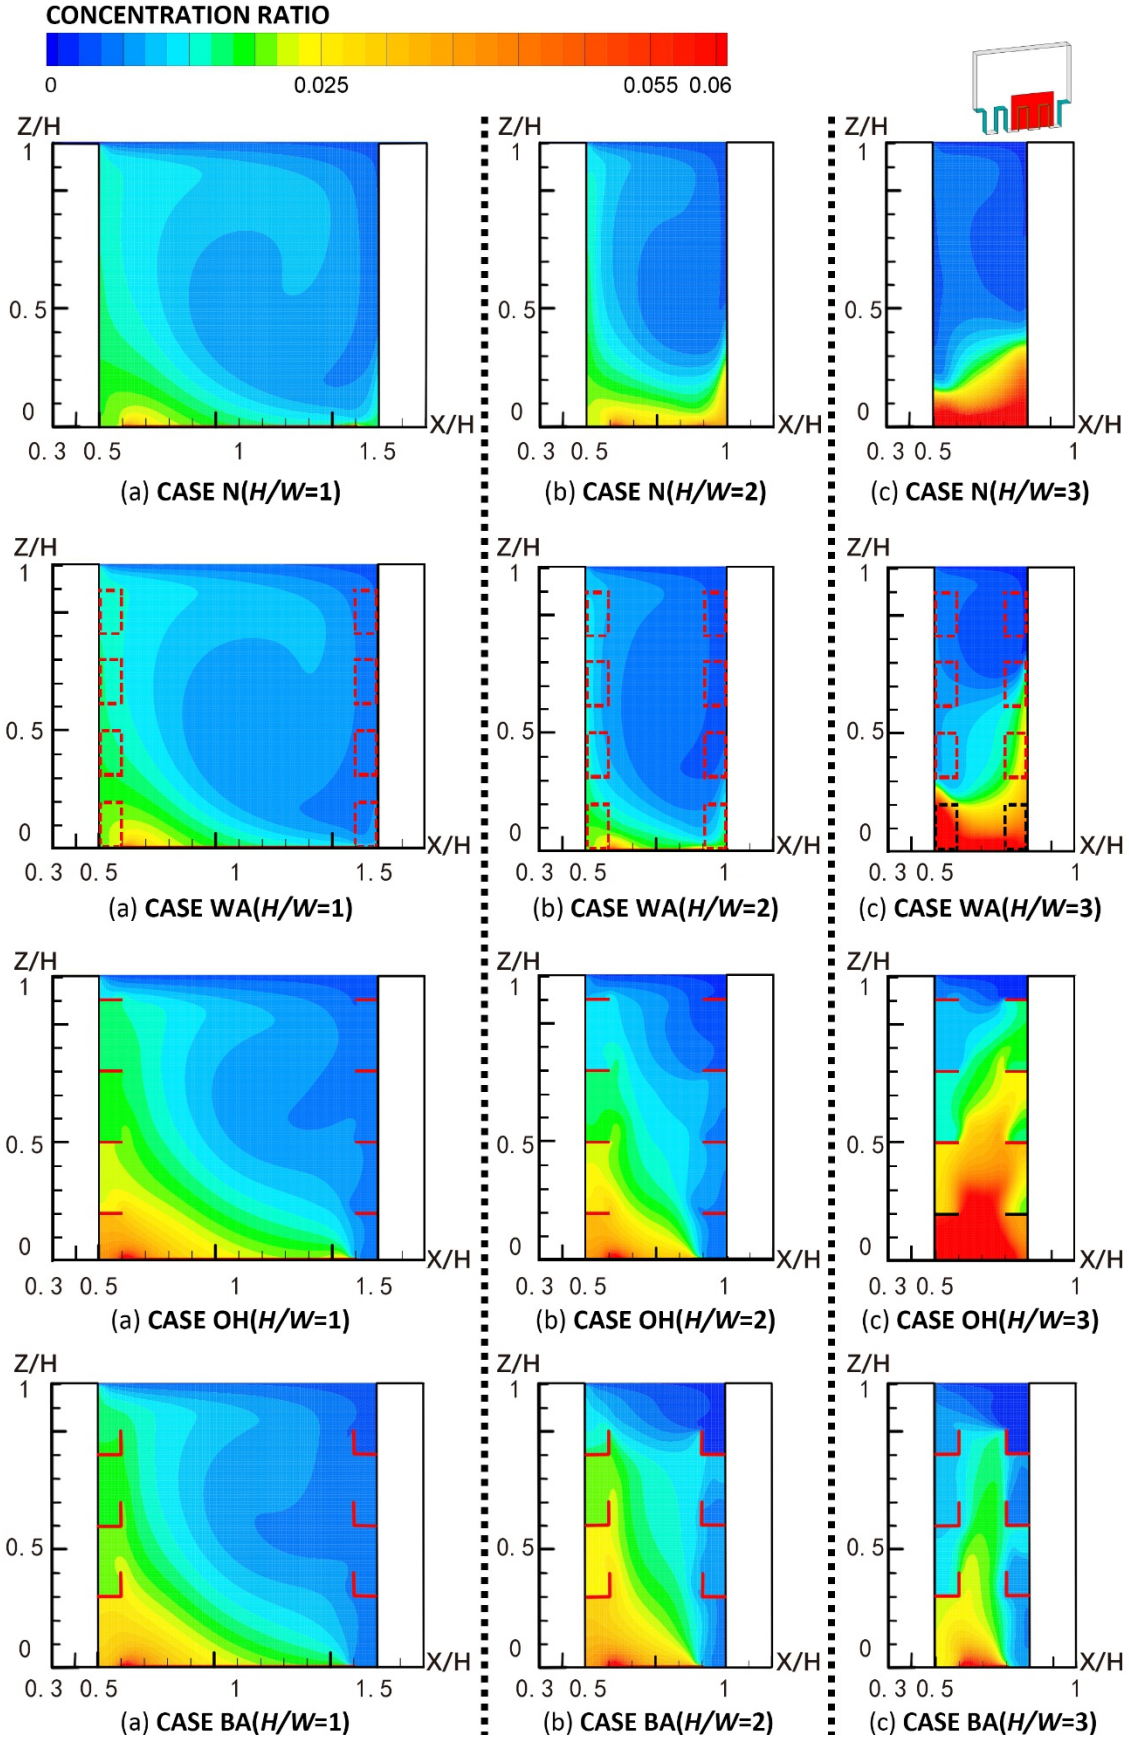 CONCENTRATION RATIO
0 0.025 0.055 0.06
Z/H Z/H Z/H
1 1 1
0.5 0.5 0.5
0 X/H 0 X/H 0 X/H
0.3 0.5 1 1.5 0.3 0.5 1 0.3 0.5 1
(a) CASE N(H/W=1) (b) CASE N(H/W=2) (c) CASE N(H/W=3)
Z/H Z/H Z/H
1 1 1
0.5 0.5 0.5
0 X/H 0 X/H 0 X/H
0.3 0.5 1 1.5 0.3 0.5 1 0.3 0.5 1
(a) CASE WA(H/W=1) (b) CASE WA(H/W=2) (c) CASE WA(H/W=3)
Z/H Z/H Z/H
1 1 1
0.5 0.5 0.5
0 X/H 0 X/H 0 X/H
0.3 0.5 1 1.5 0.3 0.5 1 0.3 0.5 1
(a) CASE OH(H/W=1) (b) CASE OH(H/W=2) (c) CASE OH(H/W=3)
Z/H Z/H Z/H
1 1 1
0.5 0.5 0.5
0 X/H 0 X/H 0 X/H
0.3 0.5 1 1.5 0.3 0.5 1 0.3 0.5 1
(a) CASE BA(H/W=1) (b) CASE BA(H/W=2) (c) CASE BA(H/W=3)